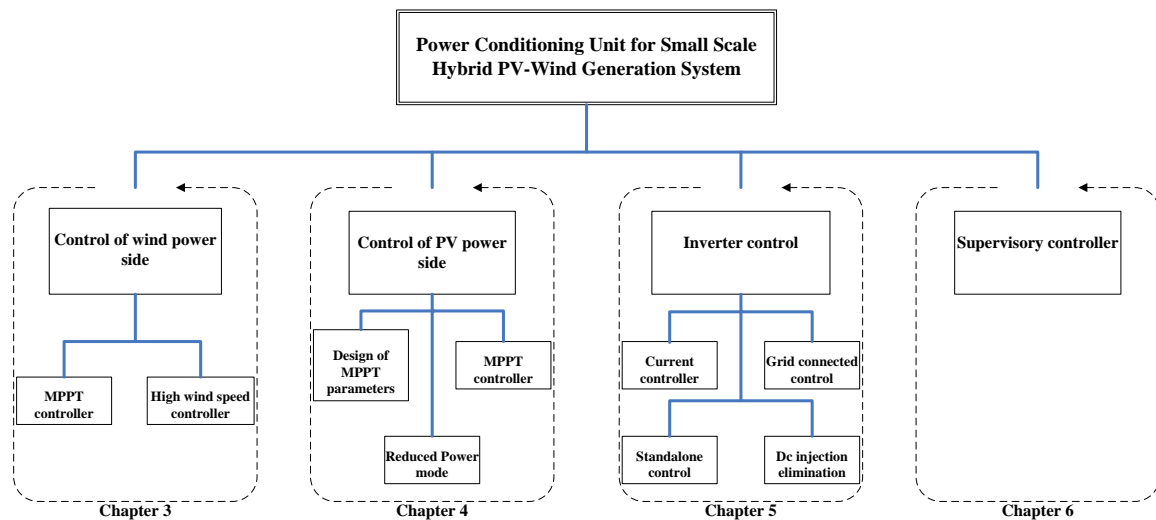 Power Conditioning Unit for Small Scale
Hybrid PV-Wind Generation System
Control of wind power
side
MPPT
controller
High wind speed
controller
Chapter 3
Control of PV power
side
Design of
MPPT
parameters
MPPT
controller
Reduced Power
mode
Chapter 4
Inverter control
Current
controller
Grid connected
control
Standalone
control
Dc injection
elimination
Chapter 5
Supervisory controller
Chapter 6